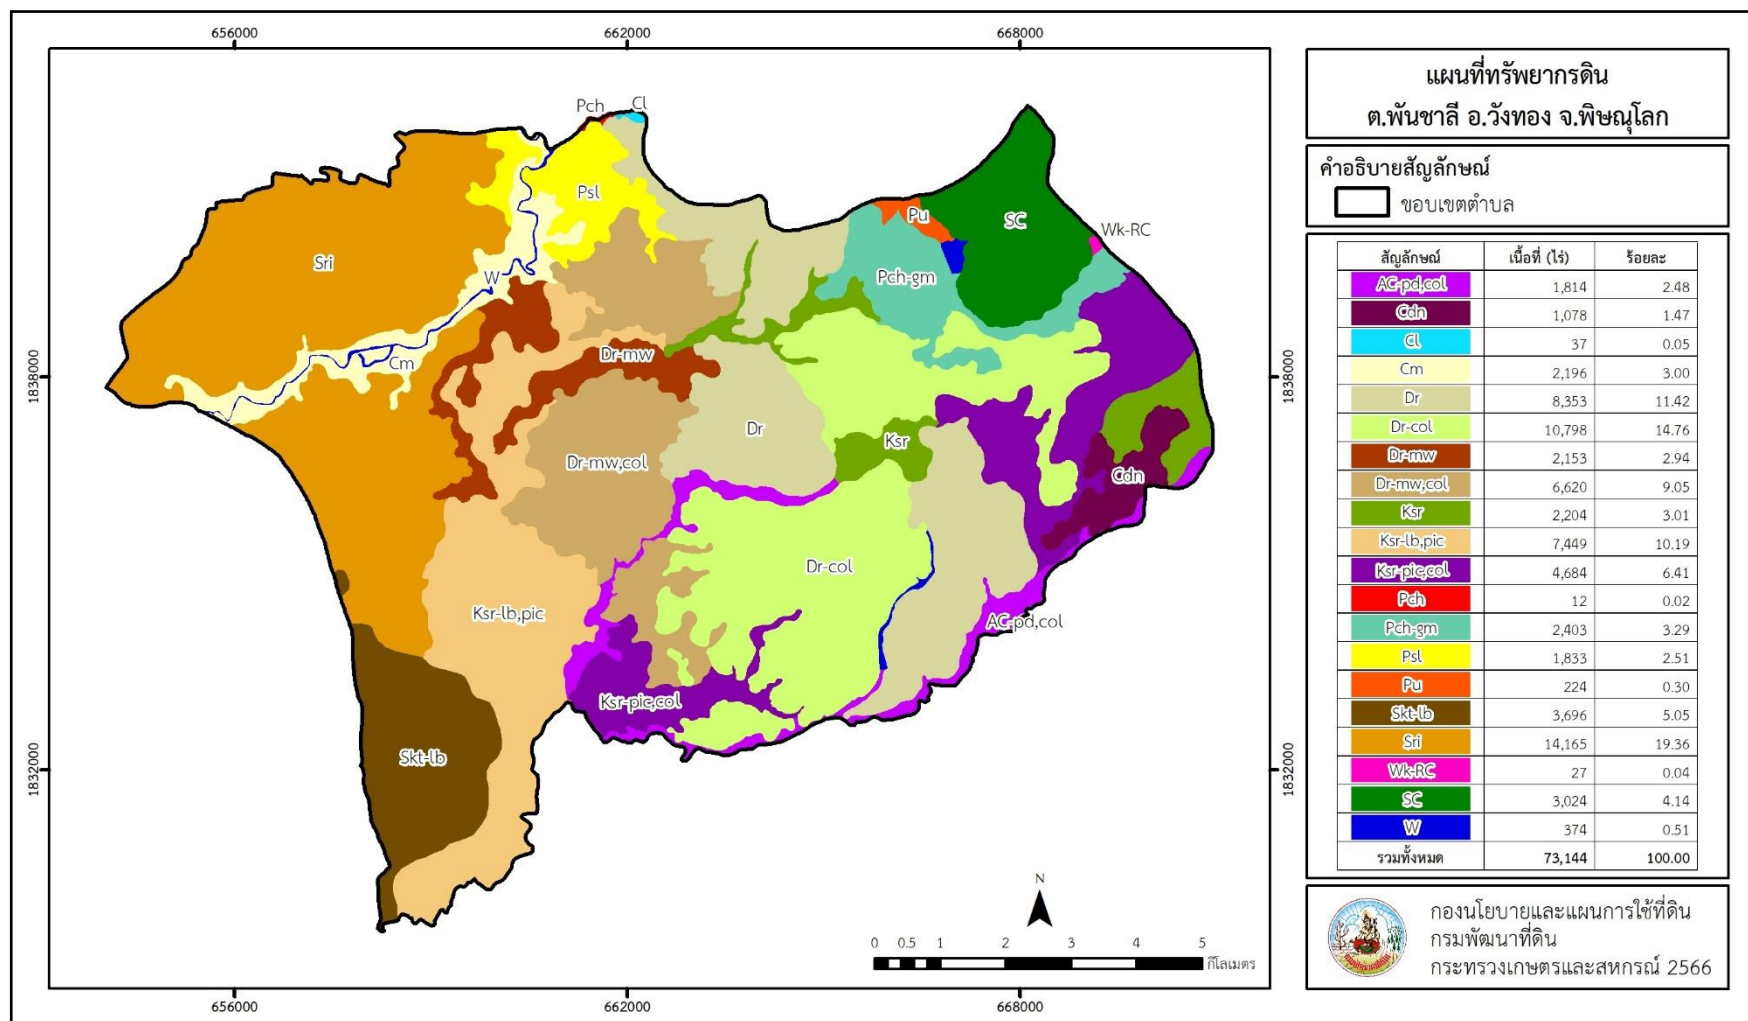 656000
662000
668000
แผนที่ทรัพยากรดิน
ต.พันชาลี อ.วังทอง จ.พิษณุโลก
คำอธิบายสัญลักษณ์
ขอบเขตตำบล
สัญลักษณ์ เนื้อที่ (ไร่) ร้อยละ
AC-pd,col 1,814 2.48
Cdn 1,078 1.47
Cl 37 0.05
Cm 2,196 3.00
Dr 8,353 11.42
Dr-col 10,798 14.76
Dr-mw 2,153 2.94
Dr-mw,col 6,620 9.05
Ksr 2,204 3.01
Ksr-lb,pic 7,449 10.19
Ksr-pic,col 4,684 6.41
Pch 12 0.02
Pch-gm 2,403 3.29
Psl 1,833 2.51
Pu 224 0.30
Skt-lb 3,696 5.05
Sri 14,165 19.36
Wk-RC 27 0.04
SC 3,024 4.14
W 374 0.51
รวมทั้งหมด 73,144 100.00
กองนโยบายและแผนการใช้ที่ดิน
กรมพัฒนาที่ดิน
กระทรวงเกษตรและสหกรณ์ 2566
Pch
Cl
Psl
Pu
SC
Wk-RC
Sri
W
Pch-gm
Dr-mw
Cm
1838000
1838000
Dr
Ksr
Dr-mw,col
Cdn
Dr-col
Ksr-lb,pic
AC-pd,col
Ksr-pic,col
Skt-lb
1832000
1832000
N
0 0.5 1 2 3 4 5
กิโลเมตร
656000
662000
668000